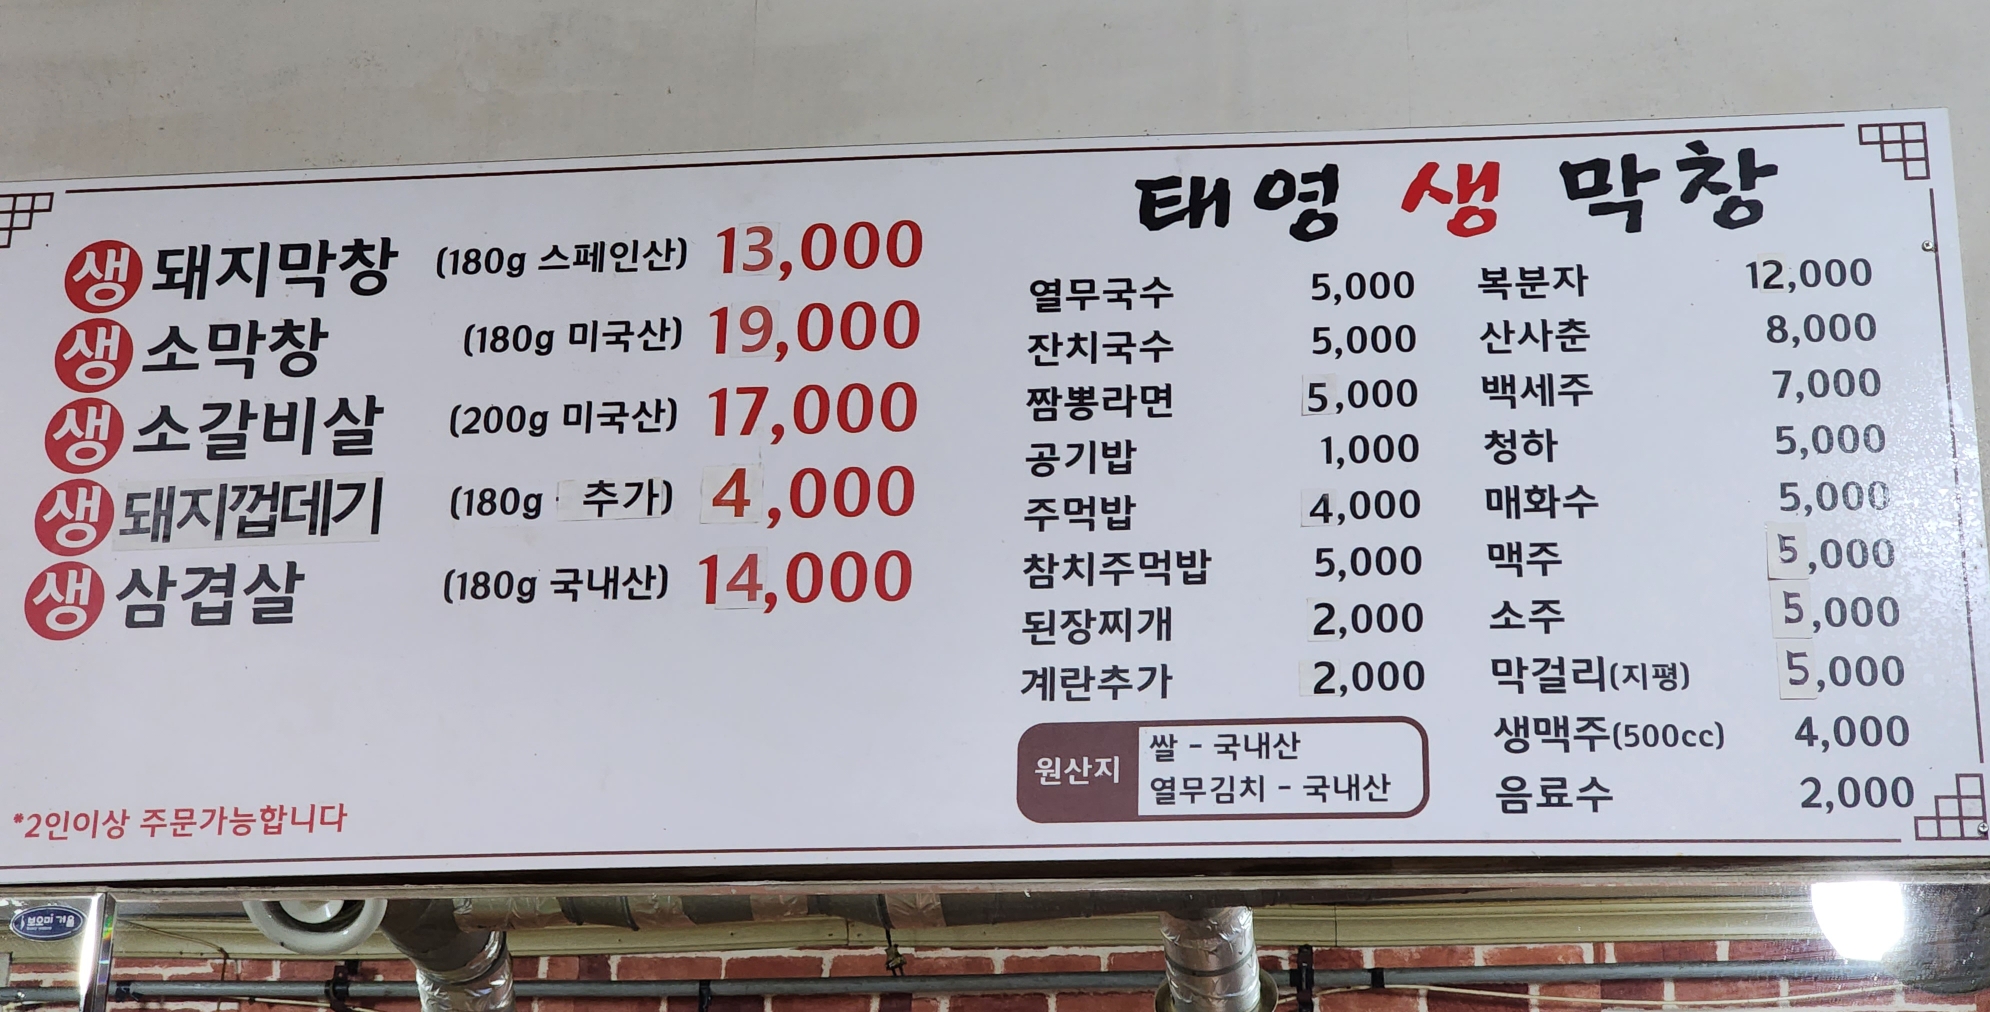 태영 생 막창
생 돼지막창 (180g 스페인산) 13,000
생 소막창 (180g 미국산) 19,000
생 소갈비살 (200g 미국산) 17,000
생 돼지껍데기 (180g 추가) 4,000
생 삼겹살 (180g 국내산) 14,000
*2인이상 주문가능합니다
열무국수 5,000
잔치국수 5,000
짬뽕라면 5,000
공기밥 1,000
주먹밥 4,000
참치주먹밥 5,000
된장찌개 2,000
계란추가 2,000
원산지
쌀 - 국내산
열무김치 - 국내산
복분자 12,000
산사춘 8,000
백세주 7,000
청하 5,000
매화수 5,000
맥주 5,000
소주 5,000
막걸리(지평) 5,000
생맥주(500cc) 4,000
음료수 2,000
보오미 거울